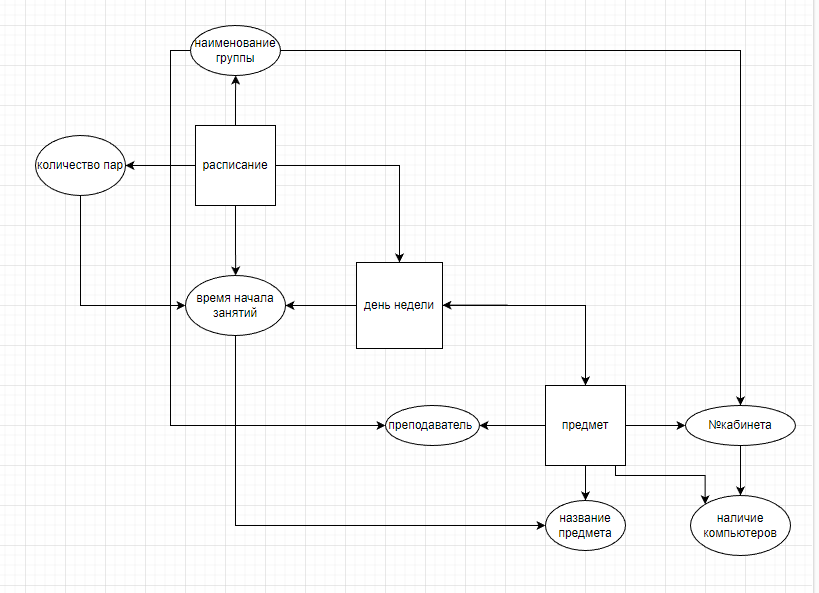 наименование
группы
количество пар
расписание
время начала
занятий
день недели
преподаватель
предмет
№кабинета
название
предмета
наличие
компьютеров